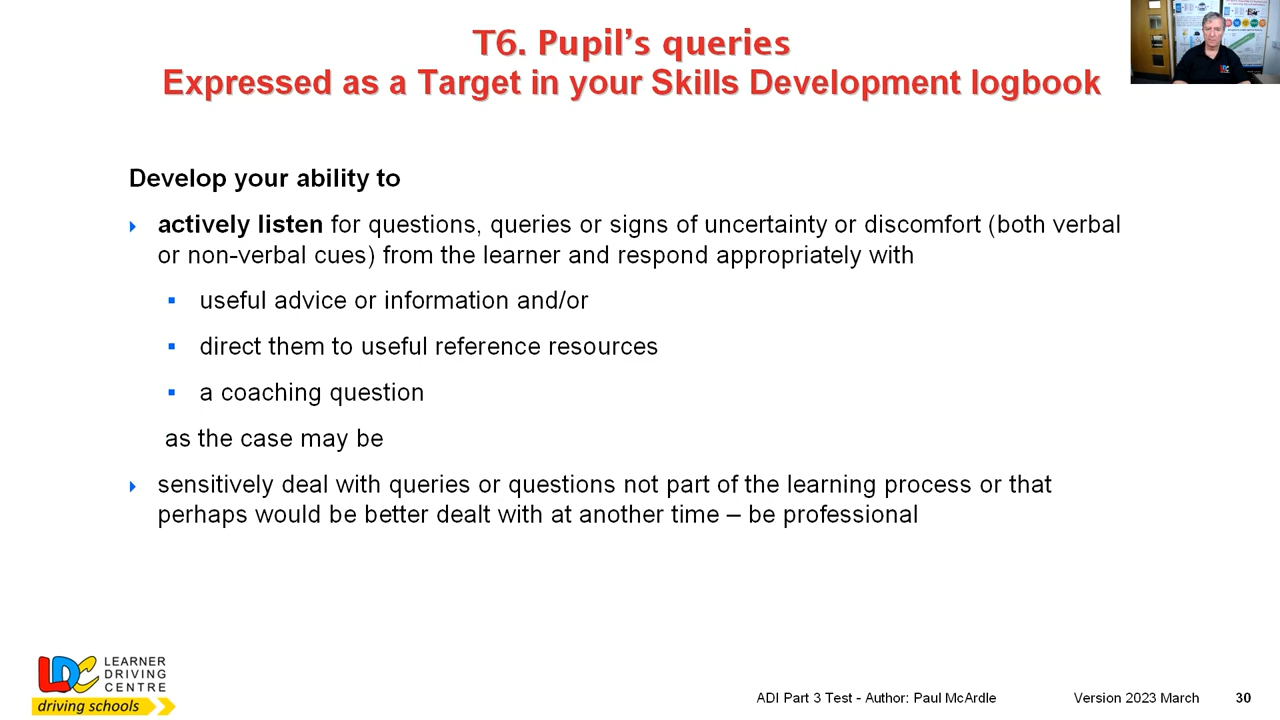 T6. Pupil's queries
Expressed as a Target in your Skills Development logbook
Develop your ability to
actively listen for questions, queries or signs of uncertainty or discomfort (both verbal
or non-verbal cues) from the learner and respond appropriately with
useful advice or information and/or
direct them to useful reference resources
a coaching question
as the case may be
sensitively deal with queries or questions not part of the learning process or that
perhaps would be better dealt with at another time – be professional
LDC
LEARNER
DRIVING
CENTRE
driving schools
ADI Part 3 Test - Author: Paul McArdle
Version 2023 March
30